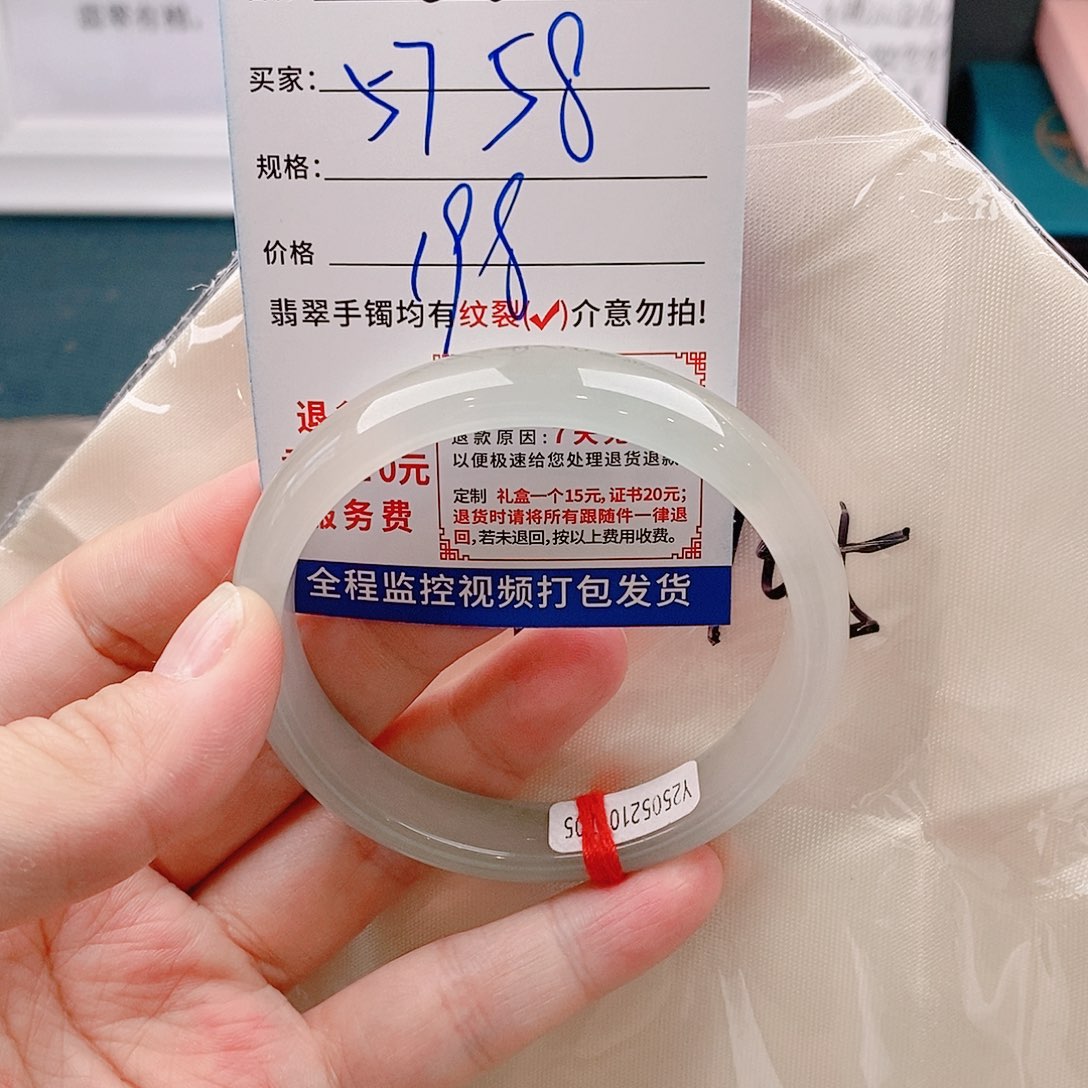 买家: 57 58
规格:
价格 198
翡翠手镯均有纹裂(✓)介意勿拍!
退
退款原因:7天无
0元
以便极速给您处理退货退款
务费
定制 礼盒一个15元,证书20元;
退货时请将所有跟随件一律退
回,若未退回,按以上费用收费。
全程监控视频打包发货